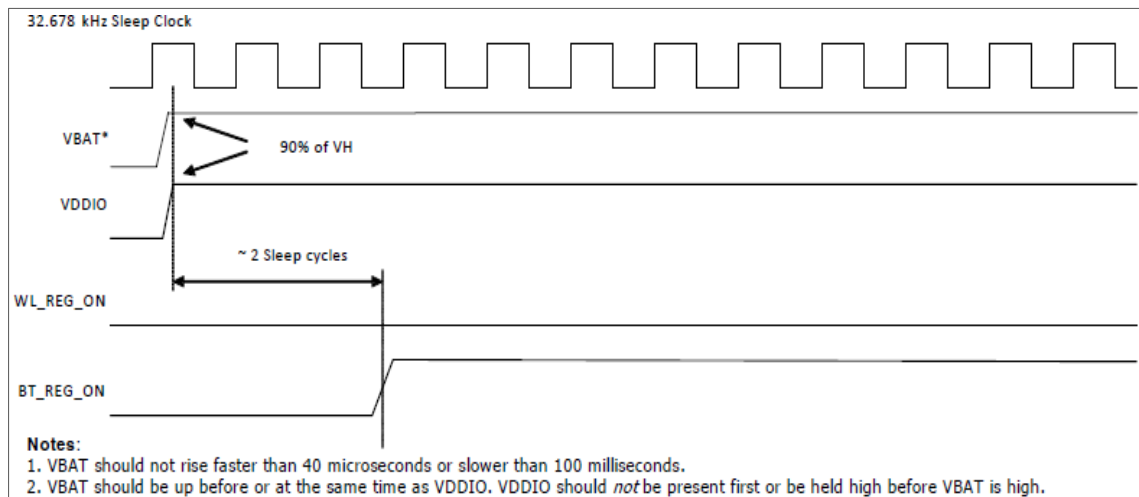 32.678 kHz Sleep Clock
VBAT*
90% of VH
VDDIO
~ 2 Sleep cycles
WL_REG_ON
BT_REG_ON
Notes:
1. VBAT should not rise faster than 40 microseconds or slower than 100 milliseconds.
2. VBAT should be up before or at the same time as VDDIO. VDDIO should not be present first or be held high before VBAT is high.